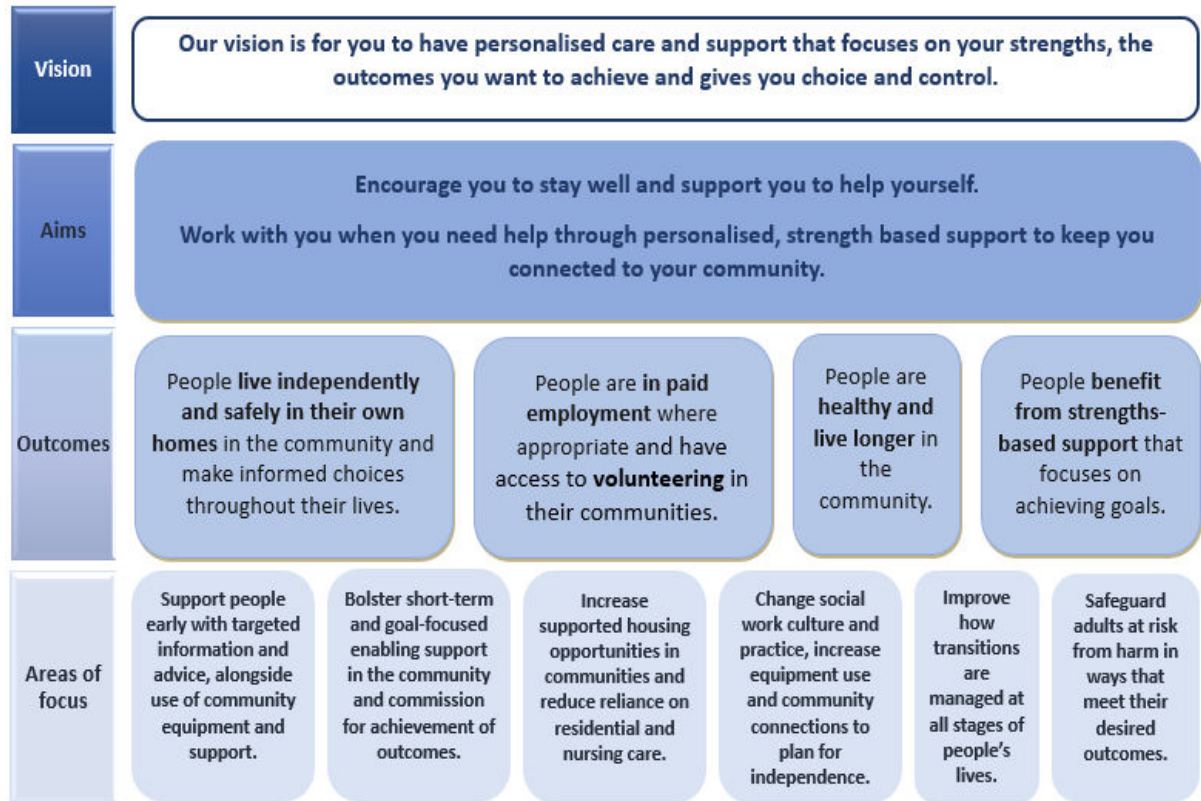 Vision
Our vision is for you to have personalised care and support that focuses on your strengths, the
outcomes you want to achieve and gives you choice and control.
Aims
Encourage you to stay well and support you to help yourself.
Work with you when you need help through personalised, strength based support to keep you
connected to your community.
Outcomes
People live independently
and safely in their own
homes in the community and
make informed choices
throughout their lives.
People are in paid
employment where
appropriate and have
access to volunteering in
their communities.
People are
healthy and
live longer in
the
community.
People benefit
from strengths-
based support that
focuses on
achieving goals.
Areas of
focus
Support people
early with targeted
information and
advice, alongside
use of community
equipment and
support.
Bolster short-term
and goal-focused
enabling support
in the community
and commission
for achievement of
outcomes.
Increase
supported housing
opportunities in
communities and
reduce reliance on
residential and
nursing care.
Change social
work culture and
practice, increase
equipment use
and community
connections to
plan for
independence.
Improve
how
transitions
are
managed at
all stages of
people's
lives.
Safeguard
adults at risk
from harm in
ways that
meet their
desired
outcomes.